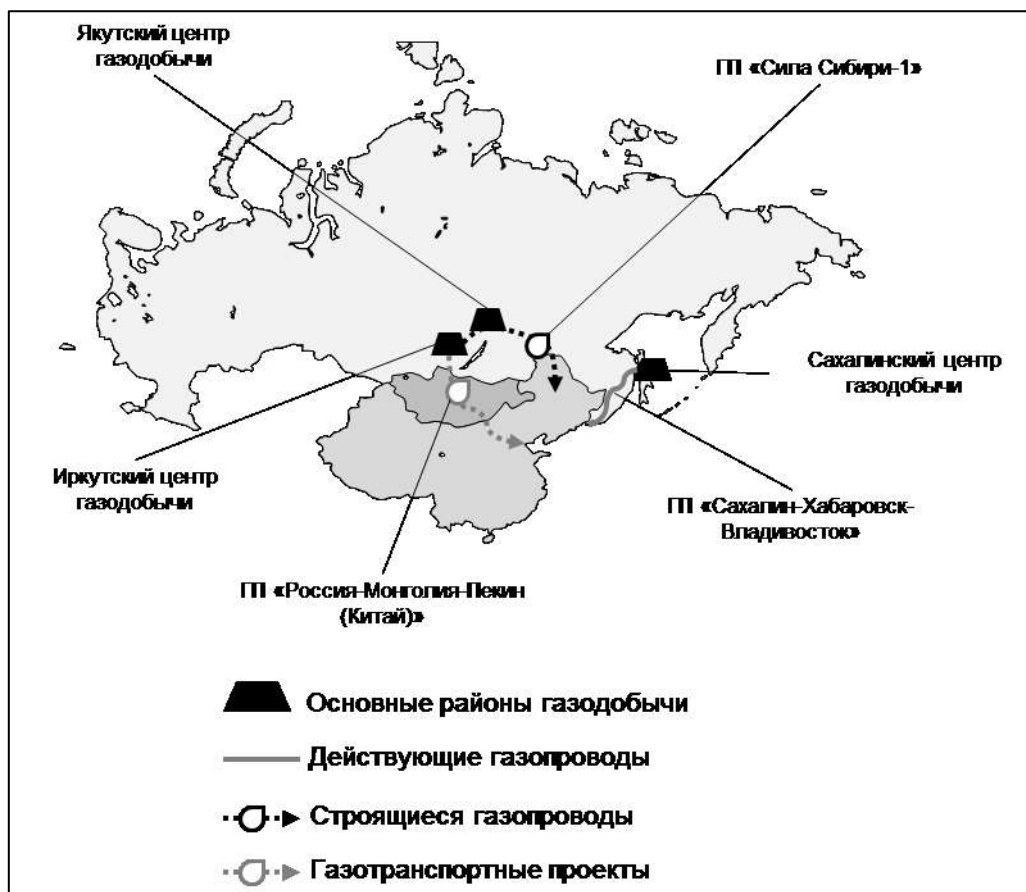 Якутский центр
газодобычи
ГП «Сила Сибири-1»
Сахалинский центр
газодобычи
Иркутский центр
газодобычи
ГП «Сахалин-Хабаровск-
Владивосток»
ГП «Россия-Монголия-Пекин
(Китай)»
Основные районы газодобычи
Действующие газопроводы
Строящиеся газопроводы
Газотранспортные проекты